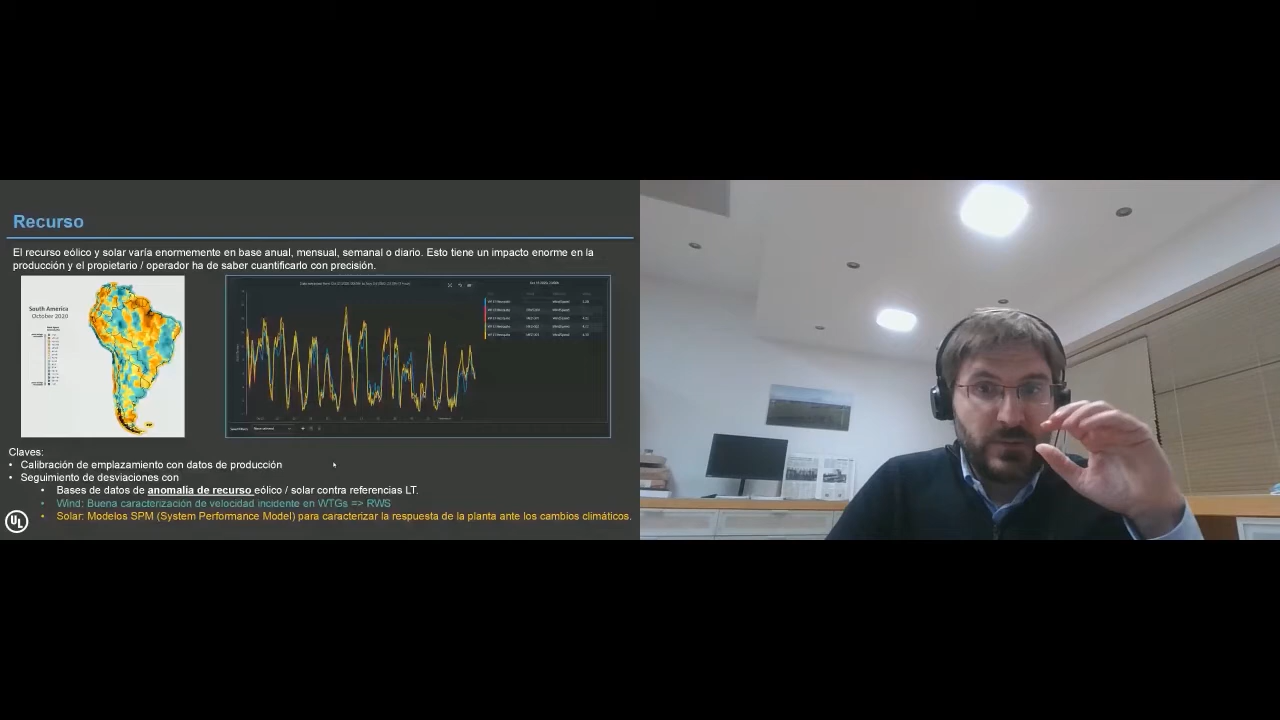 Recurso
El recurso eólico y solar varía enormemente en base anual, mensual, semanal o diario. Esto tiene un impacto enorme en la
producción y el propietario / operador ha de saber cuantificarlo con precisión.
South America
October 2020
Claves:
• Calibración de emplazamiento con datos de producción
• Seguimiento de desviaciones con
• Bases de datos de anomalía de recurso eólico / solar contra referencias LT.
• Wind: Buena caracterización de velocidad incidente en WTGs => RWS
• Solar: Modelos SPM (System Performance Model) para caracterizar la respuesta de la planta ante los cambios climáticos.
UL